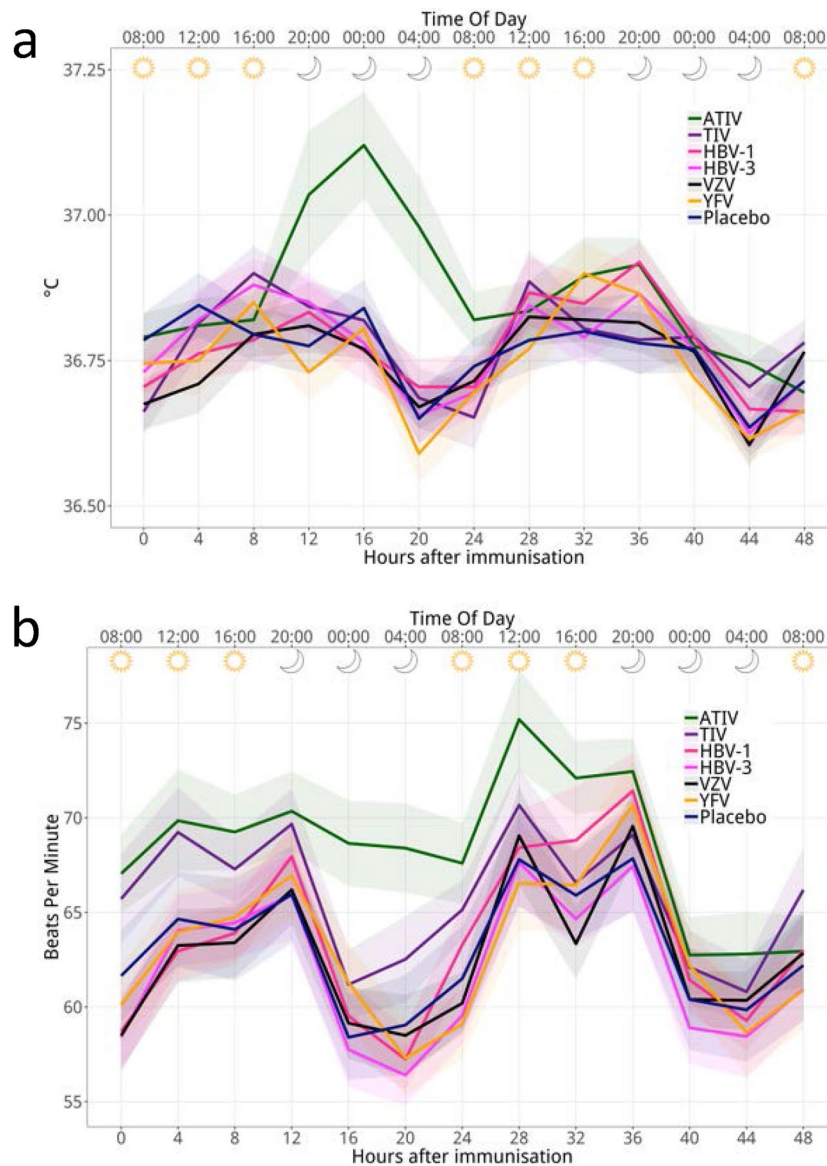 a
Time Of Day
08:00 12:00 16:00 20:00 00:00 04:00 08:00 12:00 16:00 20:00 00:00 04:00 08:00
37.25
37.00
36.75
36.50
°C
ATIV
TIV
HBV-1
HBV-3
VZV
YFV
Placebo
0 4 8 12 16 20 24 28 32 36 40 44 48
Hours after immunisation
b
Time Of Day
08:00 12:00 16:00 20:00 00:00 04:00 08:00 12:00 16:00 20:00 00:00 04:00 08:00
75
70
65
60
55
Beats Per Minute
ATIV
TIV
HBV-1
HBV-3
VZV
YFV
Placebo
0 4 8 12 16 20 24 28 32 36 40 44 48
Hours after immunisation